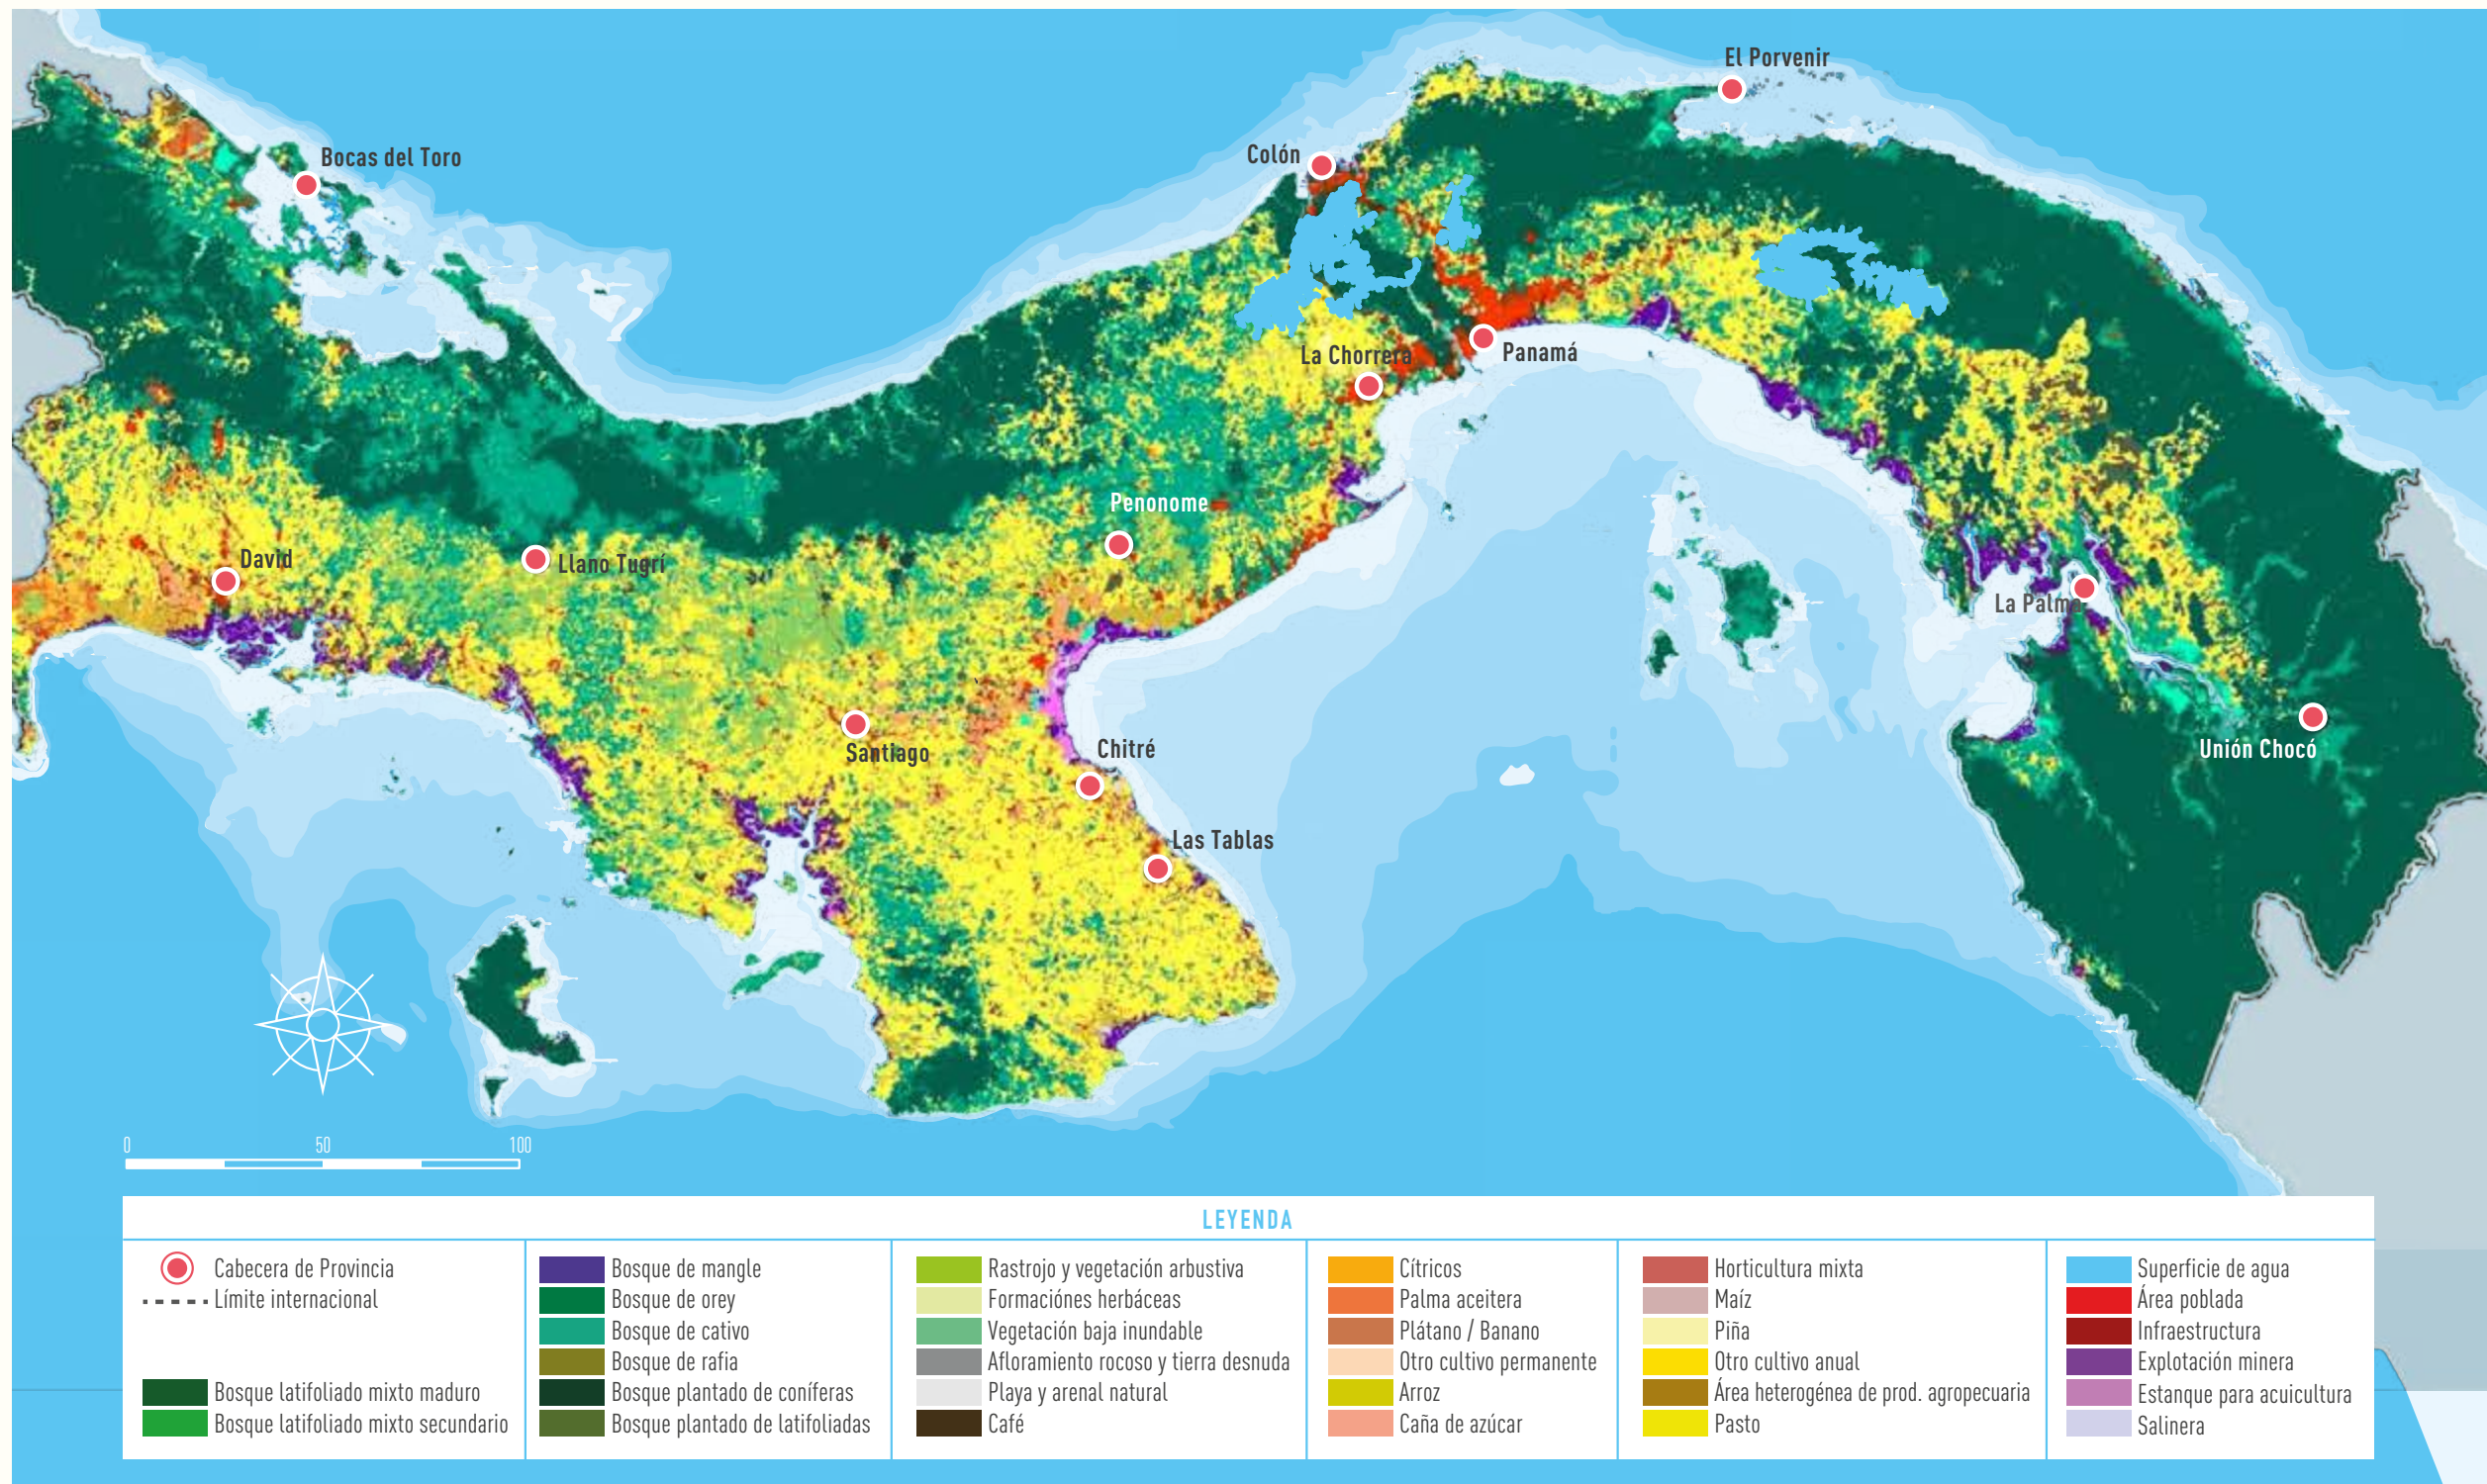 El Porvenir
Colón
Bocas del Toro
Panamá
La Chorrera
Penonome
David
Llano Tugrí
La Palma
Santiago
Chitré
Unión Chocó
Las Tablas
0 50 100
LEYENDA
Cabecera de Provincia
Límite internacional
Bosque latifoliado mixto maduro
Bosque latifoliado mixto secundario
Bosque de mangle
Bosque de orey
Bosque de cativo
Bosque de rafia
Bosque plantado de coníferas
Bosque plantado de latifoliadas
Rastrojo y vegetación arbustiva
Formaciónes herbáceas
Vegetación baja inundable
Afloramiento rocoso y tierra desnuda
Playa y arenal natural
Café
Cítricos
Palma aceitera
Plátano / Banano
Otro cultivo permanente
Arroz
Caña de azúcar
Horticultura mixta
Maíz
Piña
Otro cultivo anual
Área heterogénea de prod. agropecuaria
Pasto
Superficie de agua
Área poblada
Infraestructura
Explotación minera
Estanque para acuicultura
Salinera